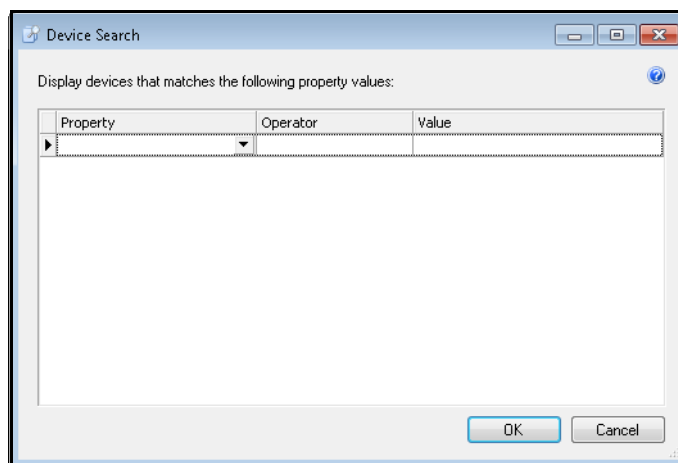 Device Search
Display devices that matches the following property values:
Property Operator Value
OK Cancel